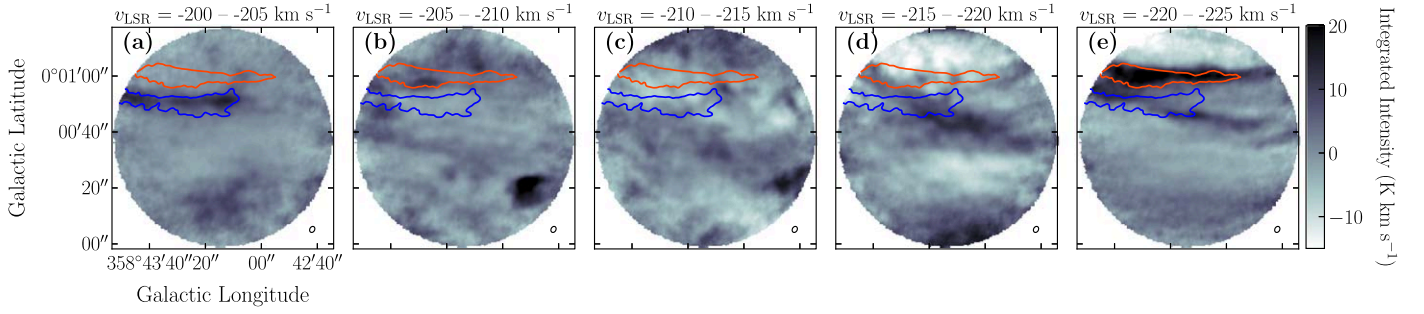 v_LSR = -200 – -205 km s⁻¹
v_LSR = -205 – -210 km s⁻¹
v_LSR = -210 – -215 km s⁻¹
v_LSR = -215 – -220 km s⁻¹
v_LSR = -220 – -225 km s⁻¹
(a)
(b)
(c)
(d)
(e)
Galactic Latitude
0°01′00″
00′40″
20″
00″
358°43′40″
20″
00″
42′40″
Galactic Longitude
20
10
0
−10
Integrated Intensity (K km s⁻¹)